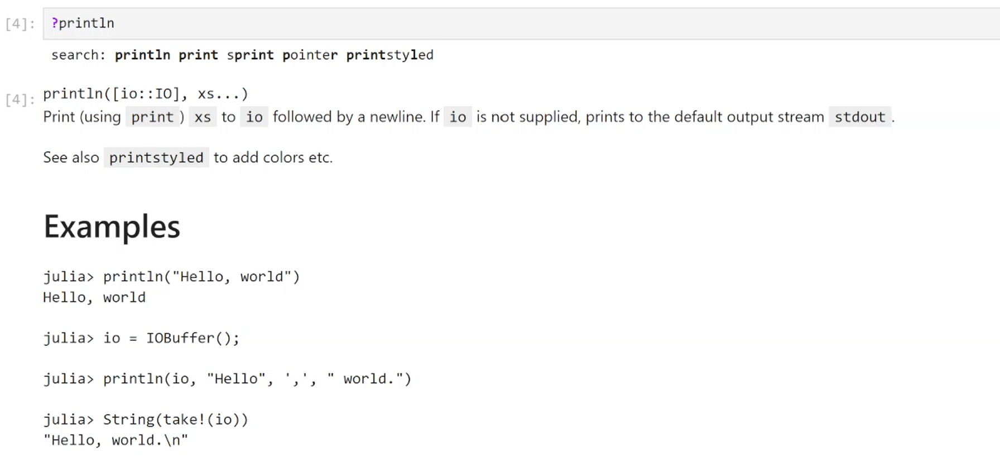 [4]: ?println
search: println print sprint pointer printstyled
[4]: println([io::IO], xs...)
Print (using print ) xs to io followed by a newline. If io is not supplied, prints to the default output stream stdout .
See also printstyled to add colors etc.
Examples
julia> println("Hello, world")
Hello, world
julia> io = IOBuffer();
julia> println(io, "Hello", ',', " world.")
julia> String(take!(io))
"Hello, world.\n"